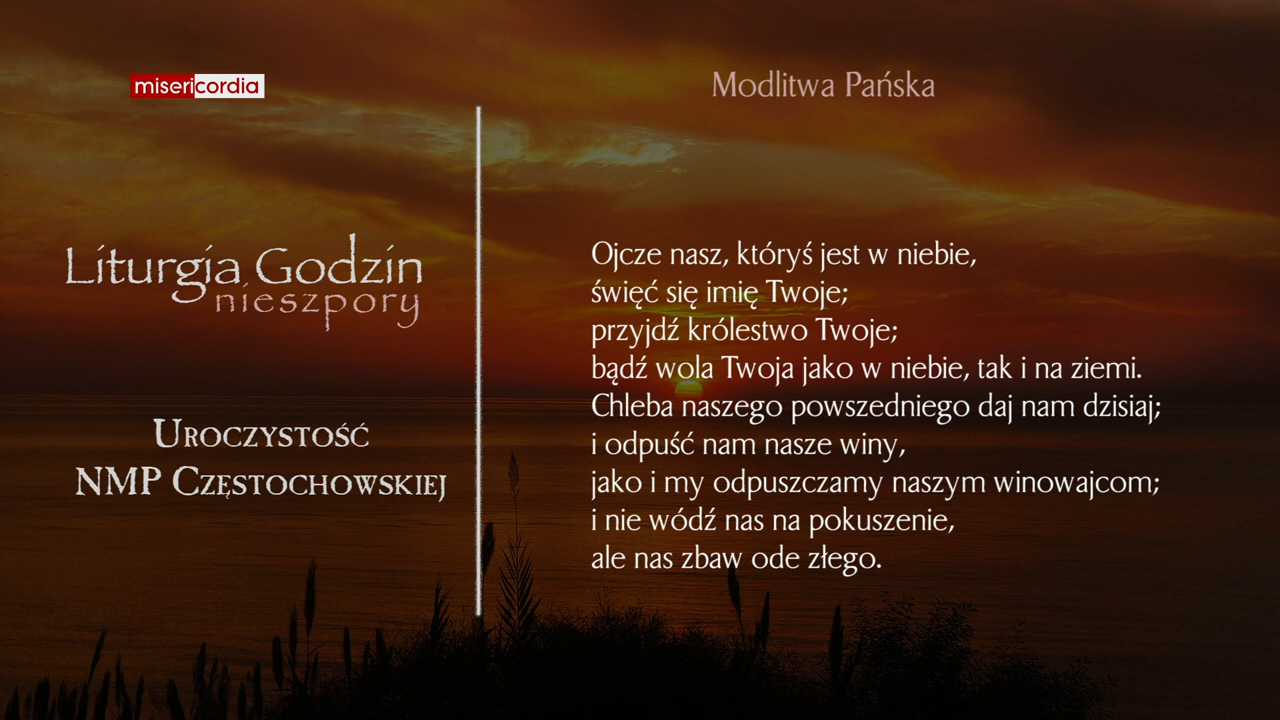 misericordia
Liturgia Godzin
nieszpory
Uroczystość
NMP Częstochowskiej
Modlitwa Pańska
Ojcze nasz, któryś jest w niebie,
święć się imię Twoje;
przyjdź królestwo Twoje;
bądź wola Twoja jako w niebie, tak i na ziemi.
Chleba naszego powszedniego daj nam dzisiaj;
i odpuść nam nasze winy,
jako i my odpuszczamy naszym winowajcom;
i nie wódź nas na pokuszenie,
ale nas zbaw ode złego.